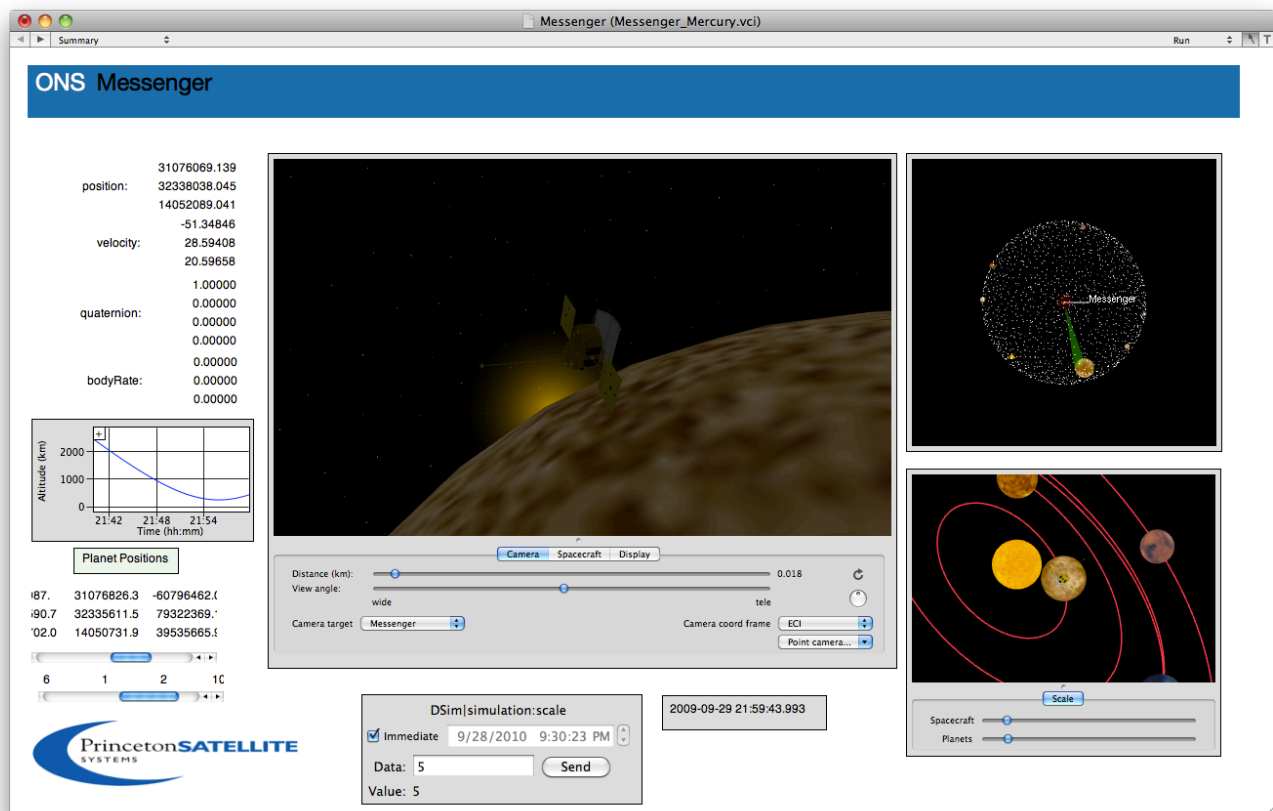 Messenger (Messenger_Mercury.vci)
Summary
Run
T
ONS Messenger
position:
31076069.139
32338038.045
14052089.041
velocity:
-51.34846
28.59408
20.59658
quaternion:
1.00000
0.00000
0.00000
0.00000
bodyRate:
0.00000
0.00000
0.00000
Messenger
Altitude (km)
2000
1000
0
21:42 21:48 21:54
Time (hh:mm)
Planet Positions
31076826.3 -60796462.
32335611.5 79322369.
14050731.9 39535665.
6 1 2 10
Camera Spacecraft Display
Distance (km): 0.018
View angle:
wide tele
Camera target Messenger
Camera coord frame ECI
Point camera...
Scale
Spacecraft
Planets
DSim|simulation:scale
Immediate 9/28/2010 9:30:23 PM
Data: 5 Send
Value: 5
2009-09-29 21:59:43.993
PrincetonSATELLITE
SYSTEMS